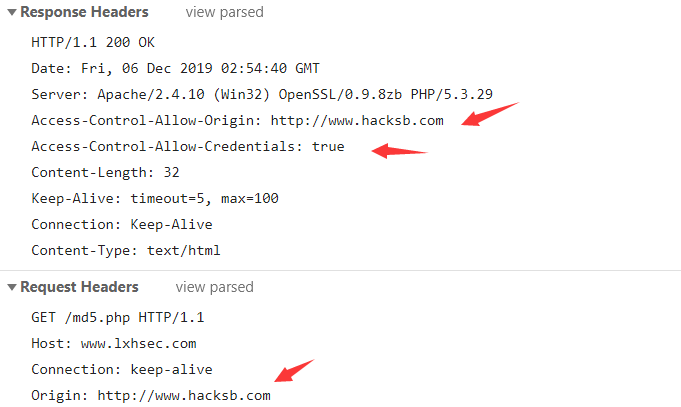 Response Headers view parsed
HTTP/1.1 200 OK
Date: Fri, 06 Dec 2019 02:54:40 GMT
Server: Apache/2.4.10 (Win32) OpenSSL/0.9.8zb PHP/5.3.29
Access-Control-Allow-Origin: http://www.hacksb.com
Access-Control-Allow-Credentials: true
Content-Length: 32
Keep-Alive: timeout=5, max=100
Connection: Keep-Alive
Content-Type: text/html
Request Headers view parsed
GET /md5.php HTTP/1.1
Host: www.lxhsec.com
Connection: keep-alive
Origin: http://www.hacksb.com